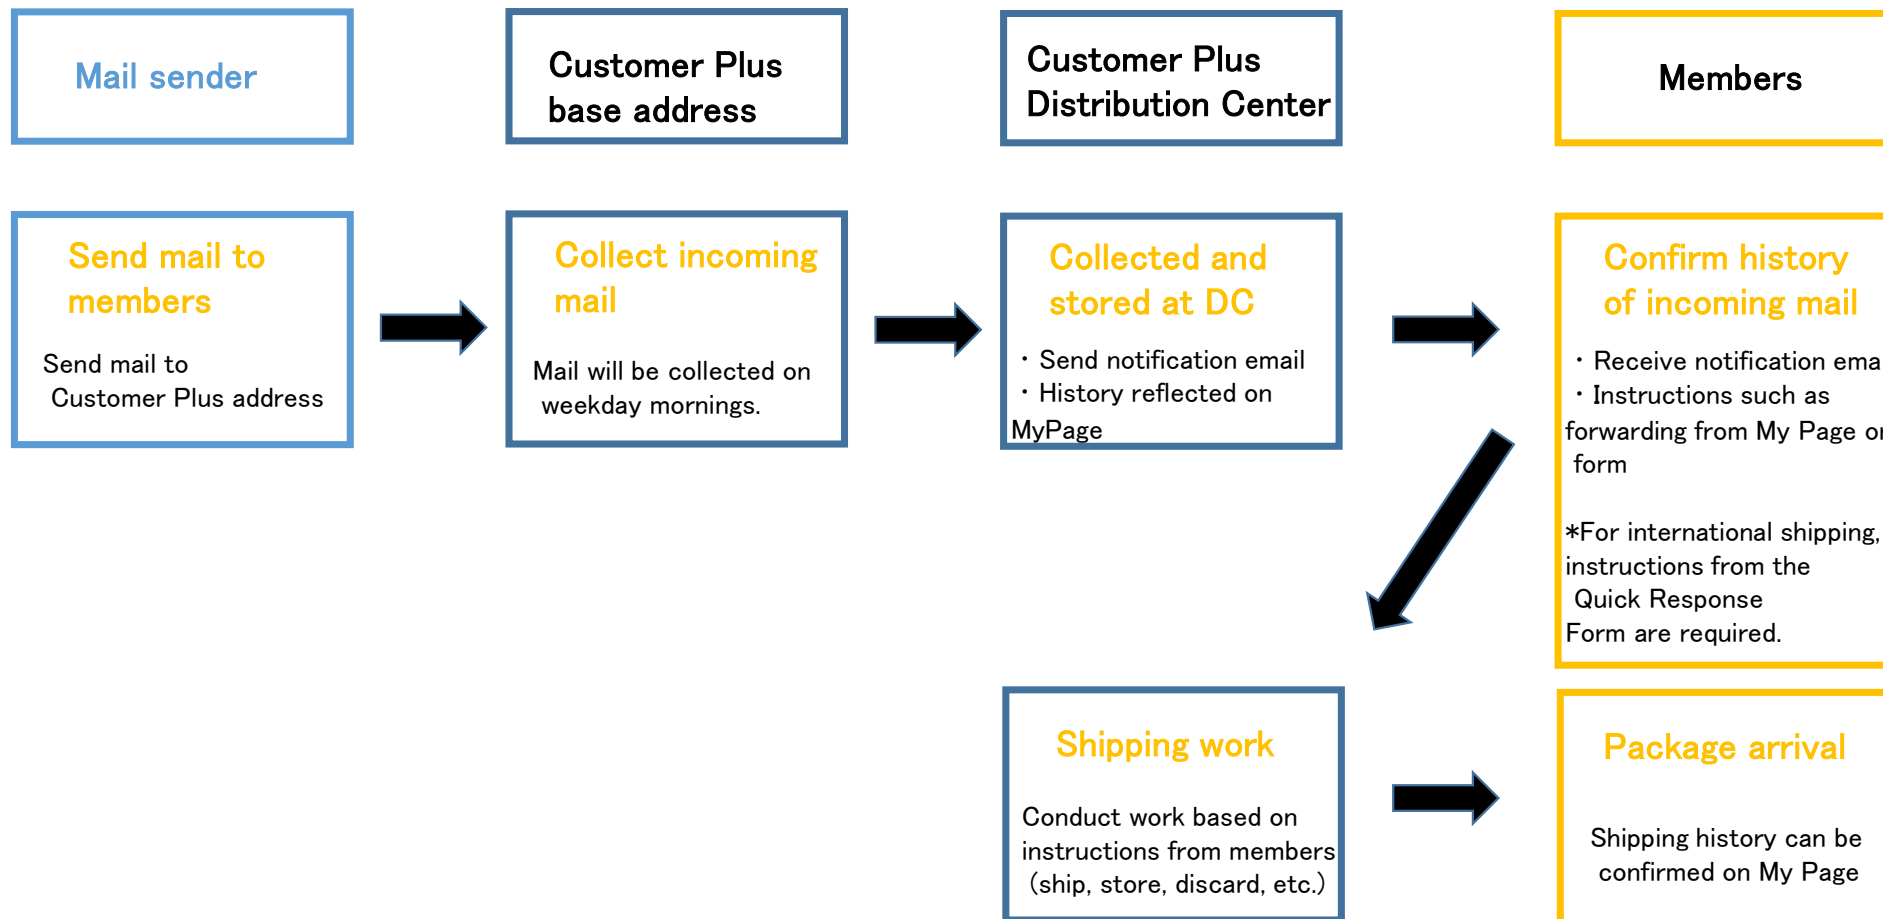 Mail sender
Customer Plus
base address
Customer Plus
Distribution Center
Members
Send mail to
members
Send mail to
Customer Plus address
Collect incoming
mail
Mail will be collected on
weekday mornings.
Collected and
stored at DC
・Send notification email
・History reflected on
MyPage
Confirm history
of incoming mail
・Receive notification ema
・Instructions such as
forwarding from My Page or
form
*For international shipping,
instructions from the
Quick Response
Form are required.
Shipping work
Conduct work based on
instructions from members
(ship, store, discard, etc.)
Package arrival
Shipping history can be
confirmed on My Page